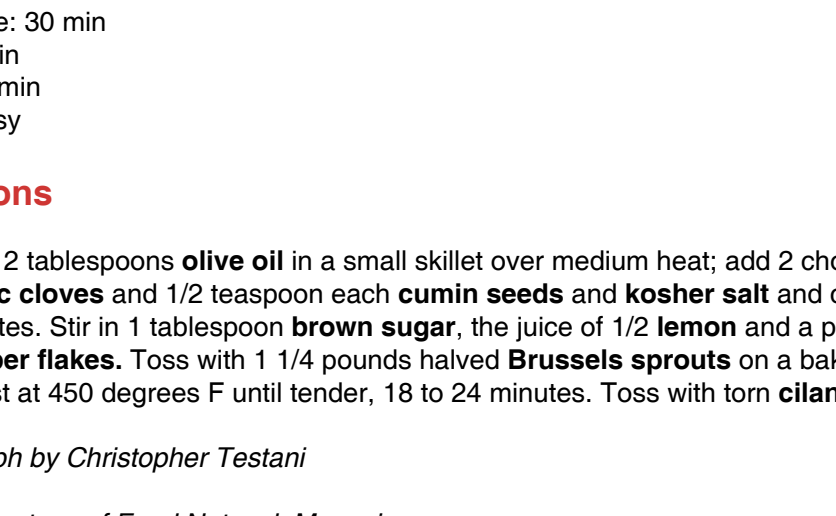 e: 30 min
in
min
sy
ons
2 tablespoons olive oil in a small skillet over medium heat; add 2 cho
c cloves and 1/2 teaspoon each cumin seeds and kosher salt and c
tes. Stir in 1 tablespoon brown sugar, the juice of 1/2 lemon and a p
per flakes. Toss with 1 1/4 pounds halved Brussels sprouts on a bak
st at 450 degrees F until tender, 18 to 24 minutes. Toss with torn cilan
ph by Christopher Testani